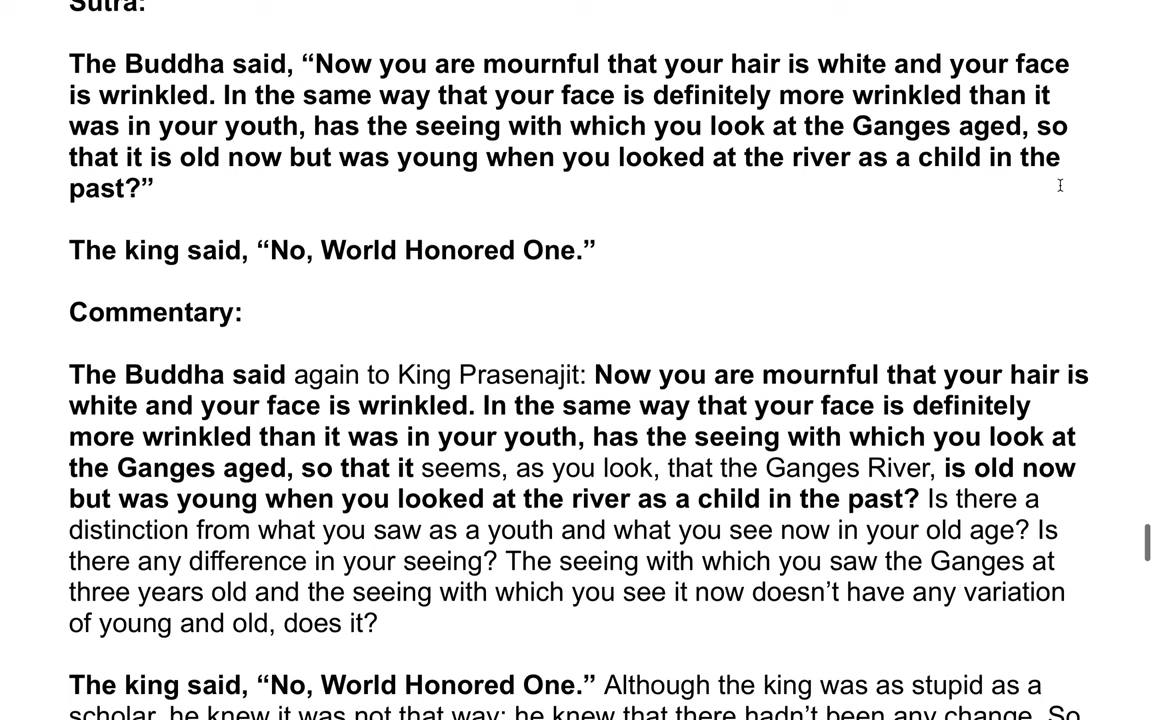 Sutra:
The Buddha said, “Now you are mournful that your hair is white and your face
is wrinkled. In the same way that your face is definitely more wrinkled than it
was in your youth, has the seeing with which you look at the Ganges aged, so
that it is old now but was young when you looked at the river as a child in the
past?”
The king said, “No, World Honored One.”
Commentary:
The Buddha said again to King Prasenajit: Now you are mournful that your hair is
white and your face is wrinkled. In the same way that your face is definitely
more wrinkled than it was in your youth, has the seeing with which you look at
the Ganges aged, so that it seems, as you look, that the Ganges River, is old now
but was young when you looked at the river as a child in the past? Is there a
distinction from what you saw as a youth and what you see now in your old age? Is
there any difference in your seeing? The seeing with which you saw the Ganges at
three years old and the seeing with which you see it now doesn’t have any variation
of young and old, does it?
The king said, “No, World Honored One.” Although the king was as stupid as a
scholar, he knew it was not that way; he knew that there hadn’t been any change. So